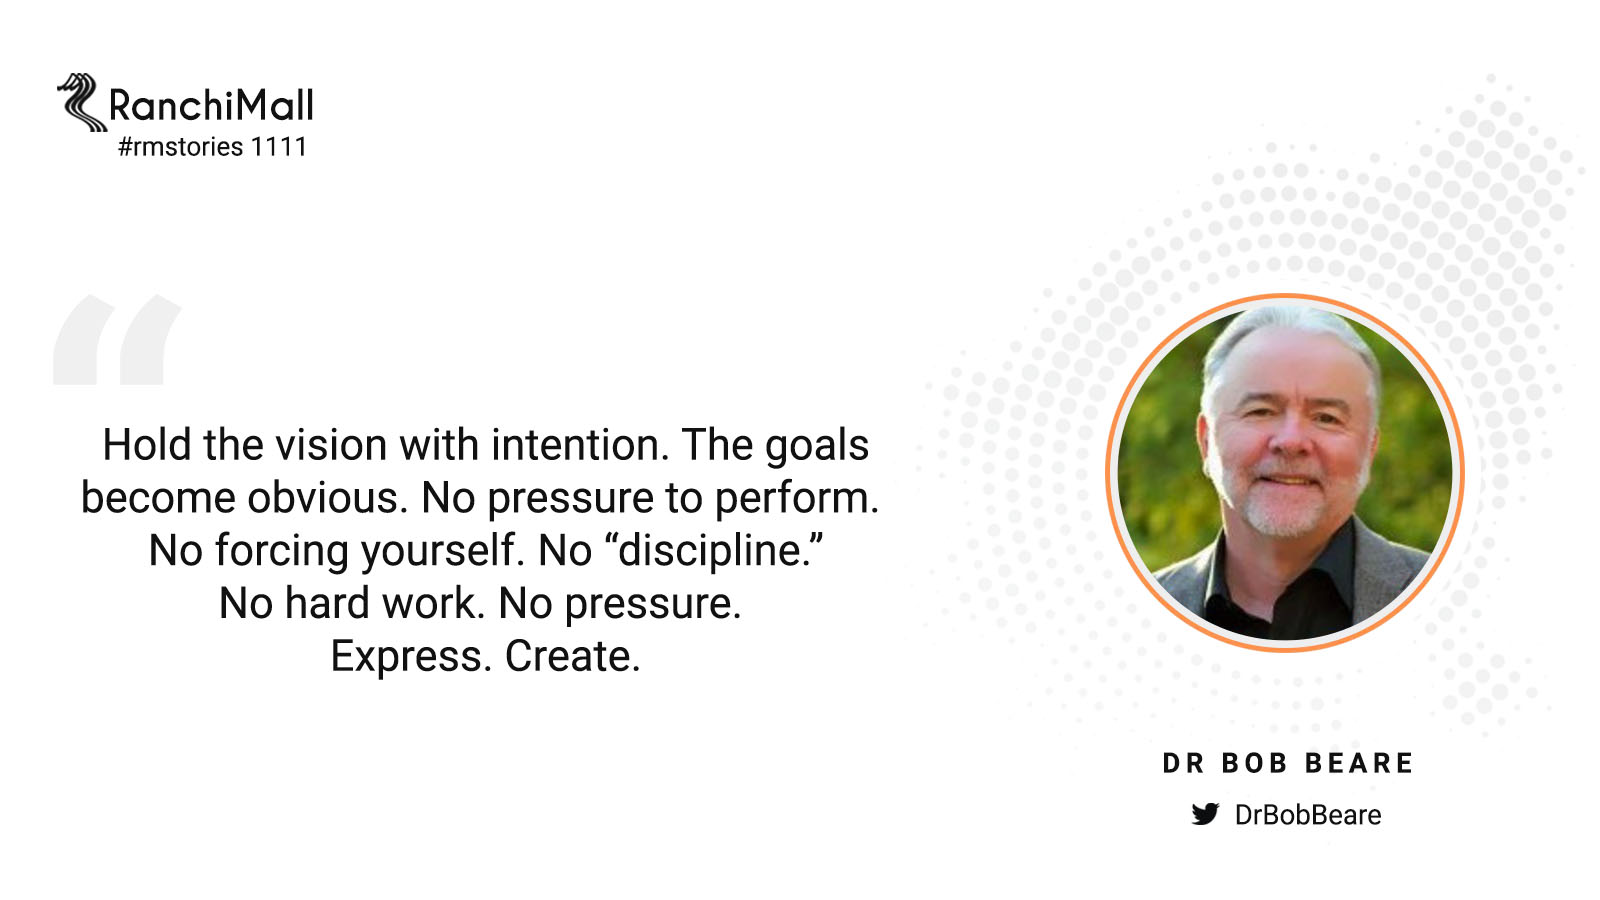 RanchiMall
#rmstories 1111
Hold the vision with intention. The goals
become obvious. No pressure to perform.
No forcing yourself. No “discipline.”
No hard work. No pressure.
Express. Create.
DR BOB BEARE
DrBobBeare